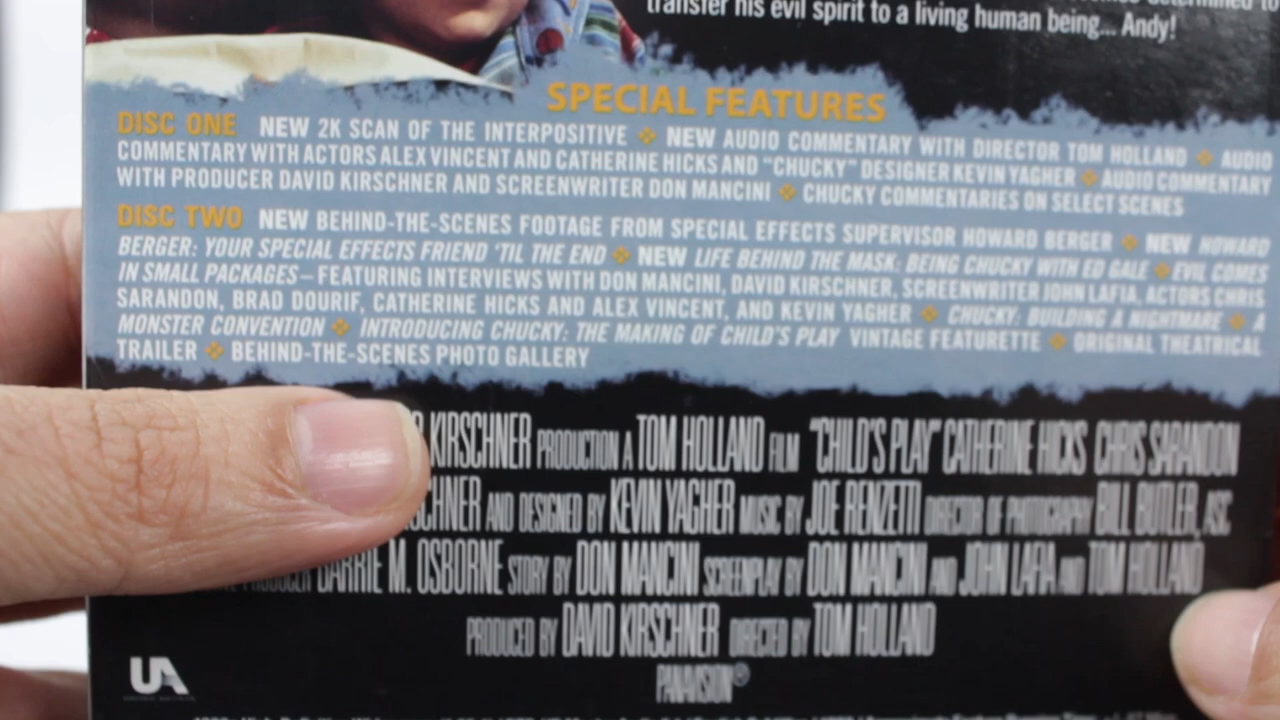 transfer his evil spirit to a living human being... Andy!
SPECIAL FEATURES
DISC ONE NEW 2K SCAN OF THE INTERPOSITIVE ❖ NEW AUDIO COMMENTARY WITH DIRECTOR TOM HOLLAND ❖ AUDIO
COMMENTARY WITH ACTORS ALEX VINCENT AND CATHERINE HICKS AND "CHUCKY" DESIGNER KEVIN YAGHER ❖ AUDIO COMMENTARY
WITH PRODUCER DAVID KIRSCHNER AND SCREENWRITER DON MANCINI ❖ CHUCKY COMMENTARIES ON SELECT SCENES
DISC TWO NEW BEHIND-THE-SCENES FOOTAGE FROM SPECIAL EFFECTS SUPERVISOR HOWARD BERGER ❖ NEW HOWARD
BERGER: YOUR SPECIAL EFFECTS FRIEND 'TIL THE END ❖ NEW LIFE BEHIND THE MASK: BEING CHUCKY WITH ED GALE ❖ EVIL COMES
IN SMALL PACKAGES – FEATURING INTERVIEWS WITH DON MANCINI, DAVID KIRSCHNER, SCREENWRITER JOHN LAFIA, ACTORS CHRIS
SARANDON, BRAD DOURIF, CATHERINE HICKS AND ALEX VINCENT, AND KEVIN YAGHER ❖ CHUCKY: BUILDING A NIGHTMARE ❖ A
MONSTER CONVENTION ❖ INTRODUCING CHUCKY: THE MAKING OF CHILD'S PLAY VINTAGE FEATURETTE ❖ ORIGINAL THEATRICAL
TRAILER ❖ BEHIND-THE-SCENES PHOTO GALLERY
KIRSCHNER PRODUCTION A TOM HOLLAND FILM "CHILD'S PLAY" CATHERINE HICKS CHRIS SARANDON
AND DESIGNED BY KEVIN YAGHER MUSIC BY JOE RENZETTI DIRECTOR OF PHOTOGRAPHY BILL BUTLER, ASC
BARRIE M. OSBORNE STORY BY DON MANCINI SCREENPLAY BY DON MANCINI AND JOHN LAFIA AND TOM HOLLAND
PRODUCED BY DAVID KIRSCHNER DIRECTED BY TOM HOLLAND
PANAVISION®
UA